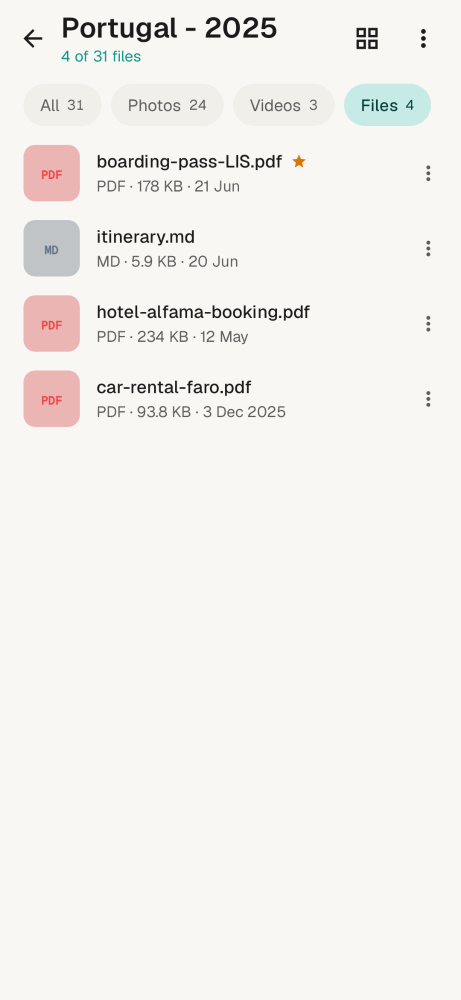 Portugal - 2025
4 of 31 files
All 31
Photos 24
Videos 3
Files 4
PDF
boarding-pass-LIS.pdf
PDF · 178 KB · 21 Jun
MD
itinerary.md
MD · 5.9 KB · 20 Jun
PDF
hotel-alfama-booking.pdf
PDF · 234 KB · 12 May
PDF
car-rental-faro.pdf
PDF · 93.8 KB · 3 Dec 2025